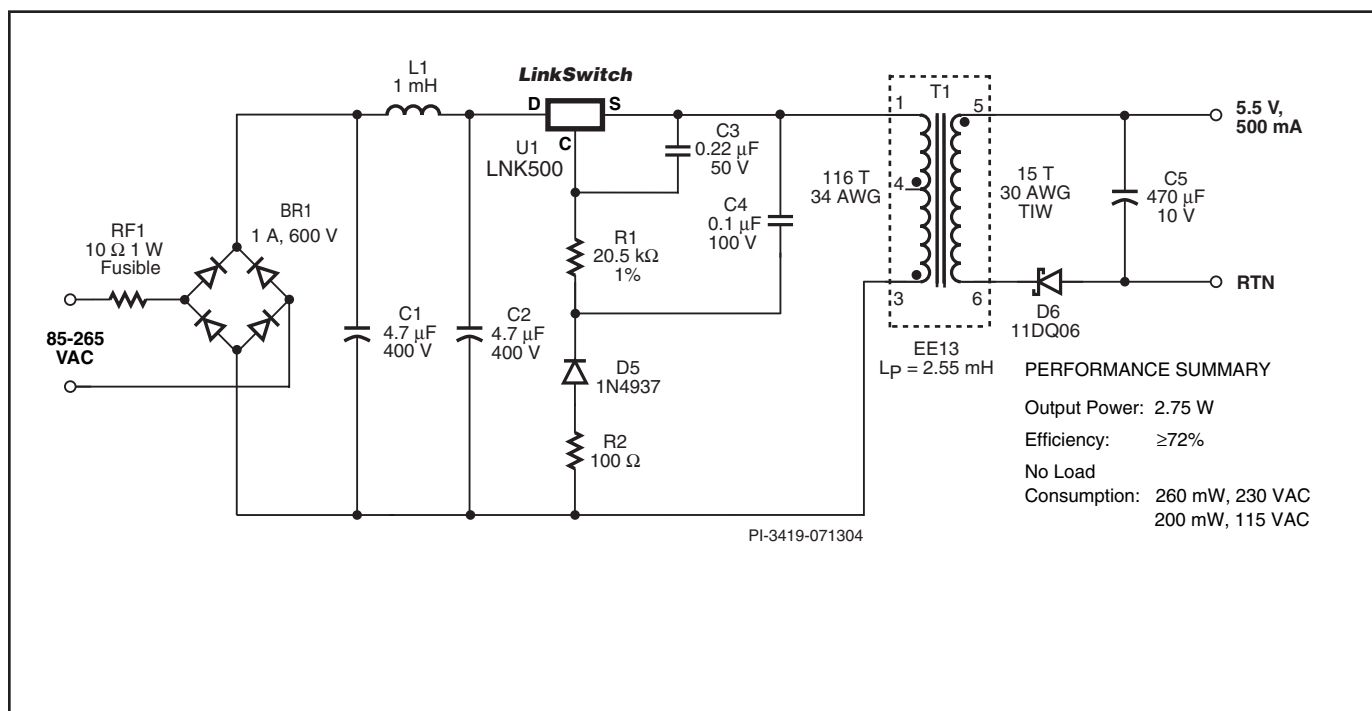 L1
1 mH
LinkSwitch
D
S
C
U1
LNK500
C3
0.22 μF
50 V
C4
0.1 μF
100 V
R1
20.5 kΩ
1%
RF1
10 Ω 1 W
Fusible
BR1
1 A, 600 V
85-265
VAC
C1
4.7 μF
400 V
C2
4.7 μF
400 V
D5
1N4937
R2
100 Ω
T1
1
5
116 T
34 AWG
4
15 T
30 AWG
TIW
3
6
EE13
LP = 2.55 mH
C5
470 μF
10 V
D6
11DQ06
5.5 V,
500 mA
RTN
PERFORMANCE SUMMARY
Output Power: 2.75 W
Efficiency: ≥72%
No Load
Consumption: 260 mW, 230 VAC
200 mW, 115 VAC
PI-3419-071304